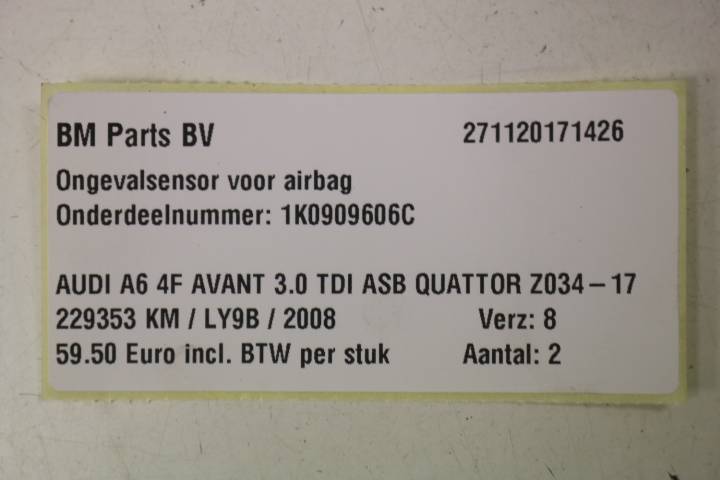 BM Parts BV 271120171426
Ongevalsensor voor airbag
Onderdeelnummer: 1K0909606C
AUDI A6 4F AVANT 3.0 TDI ASB QUATTOR Z034-17
229353 KM / LY9B / 2008 Verz: 8
59.50 Euro incl. BTW per stuk Aantal: 2